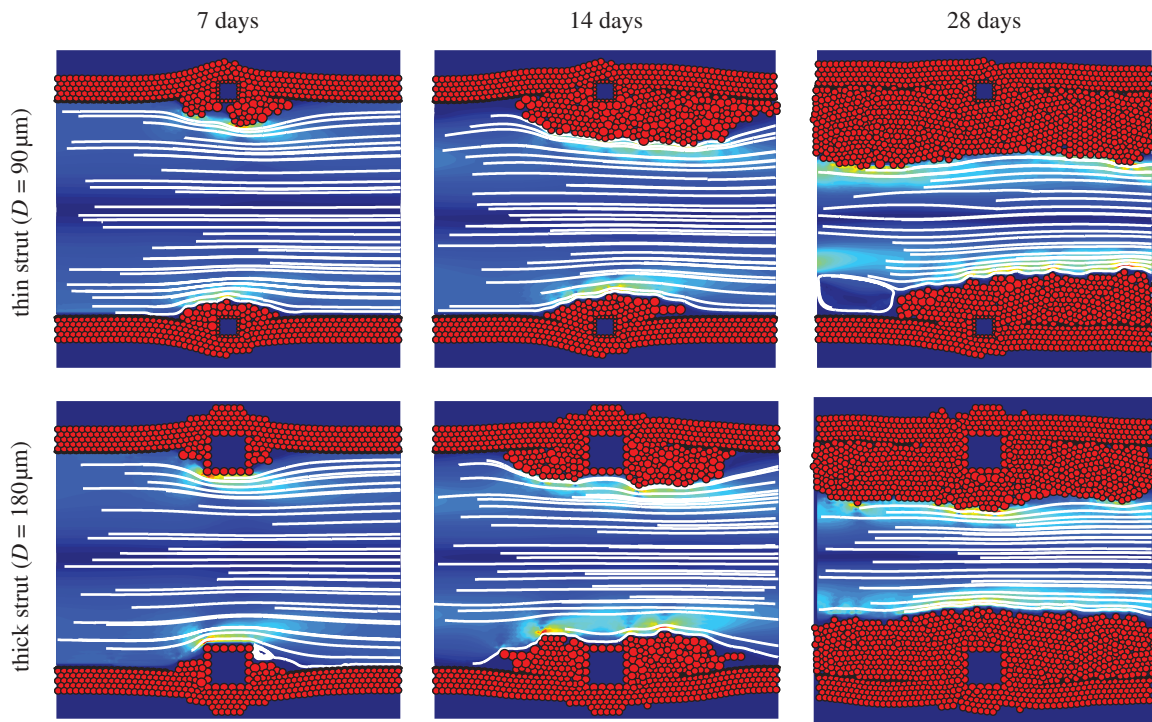 7 days
14 days
28 days
thin strut (D = 90 µm)
thick strut (D = 180 µm)